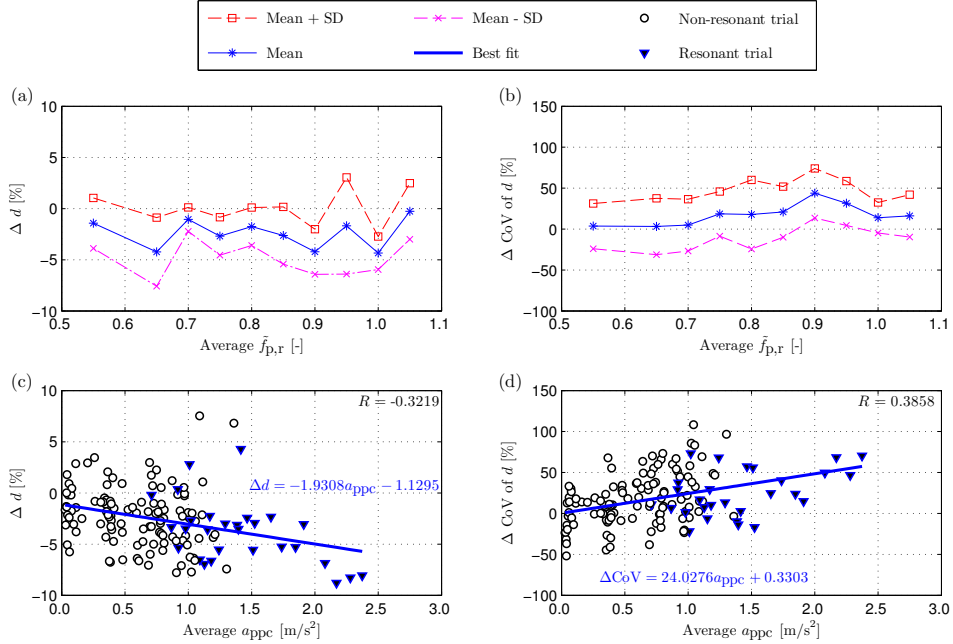 Mean + SD
Mean - SD
Non-resonant trial
Mean
Best fit
Resonant trial
(a)
10
5
0
−5
−10
Δ d [%]
0.5 0.6 0.7 0.8 0.9 1.0 1.1
Average f̃p,r [-]
(b)
150
100
50
0
−50
−100
Δ CoV of d [%]
0.5 0.6 0.7 0.8 0.9 1.0 1.1
Average f̃p,r [-]
(c)
R = -0.3219
10
5
0
−5
−10
Δ d [%]
Δd = −1.9308appc − 1.1295
0.0 0.5 1.0 1.5 2.0 2.5 3.0
Average appc [m/s²]
(d)
R = 0.3858
150
100
50
0
−50
−100
Δ CoV of d [%]
ΔCoV = 24.0276appc + 0.3303
0.0 0.5 1.0 1.5 2.0 2.5 3.0
Average appc [m/s²]